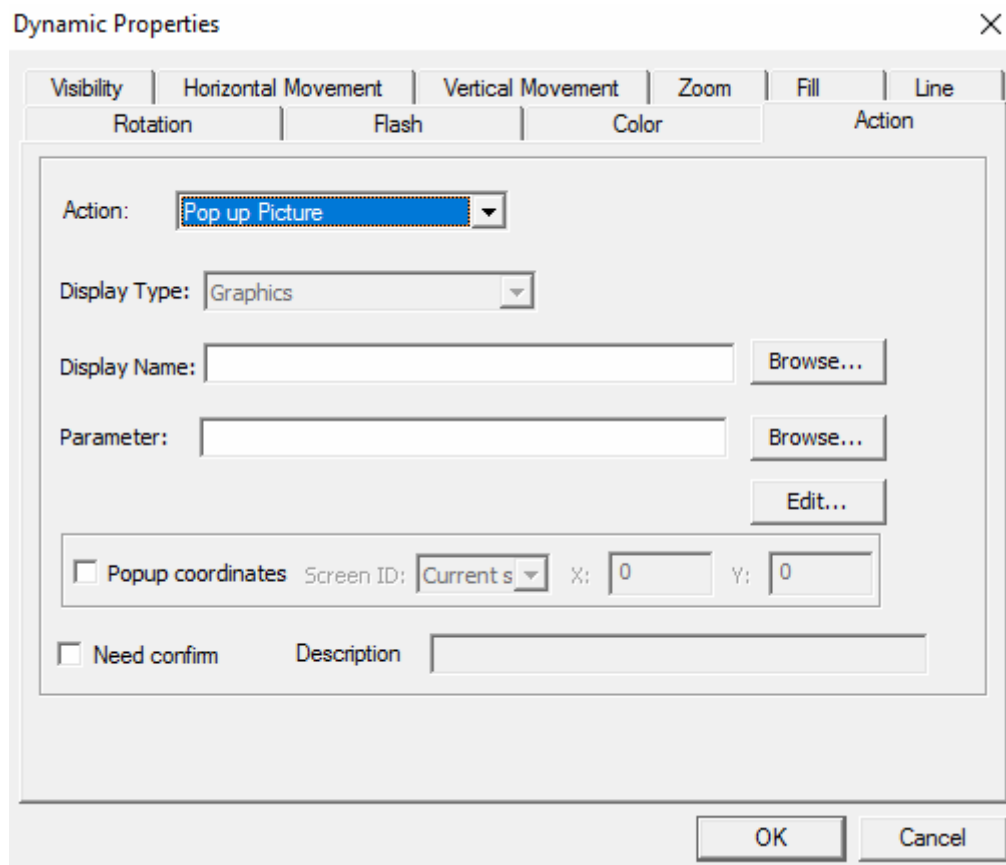 Dynamic Properties
Visibility Horizontal Movement Vertical Movement Zoom Fill Line
Rotation Flash Color Action
Action: Pop up Picture
Display Type: Graphics
Display Name: Browse...
Parameter: Browse...
Edit...
Popup coordinates Screen ID: Current s X: 0 Y: 0
Need confirm Description
OK Cancel